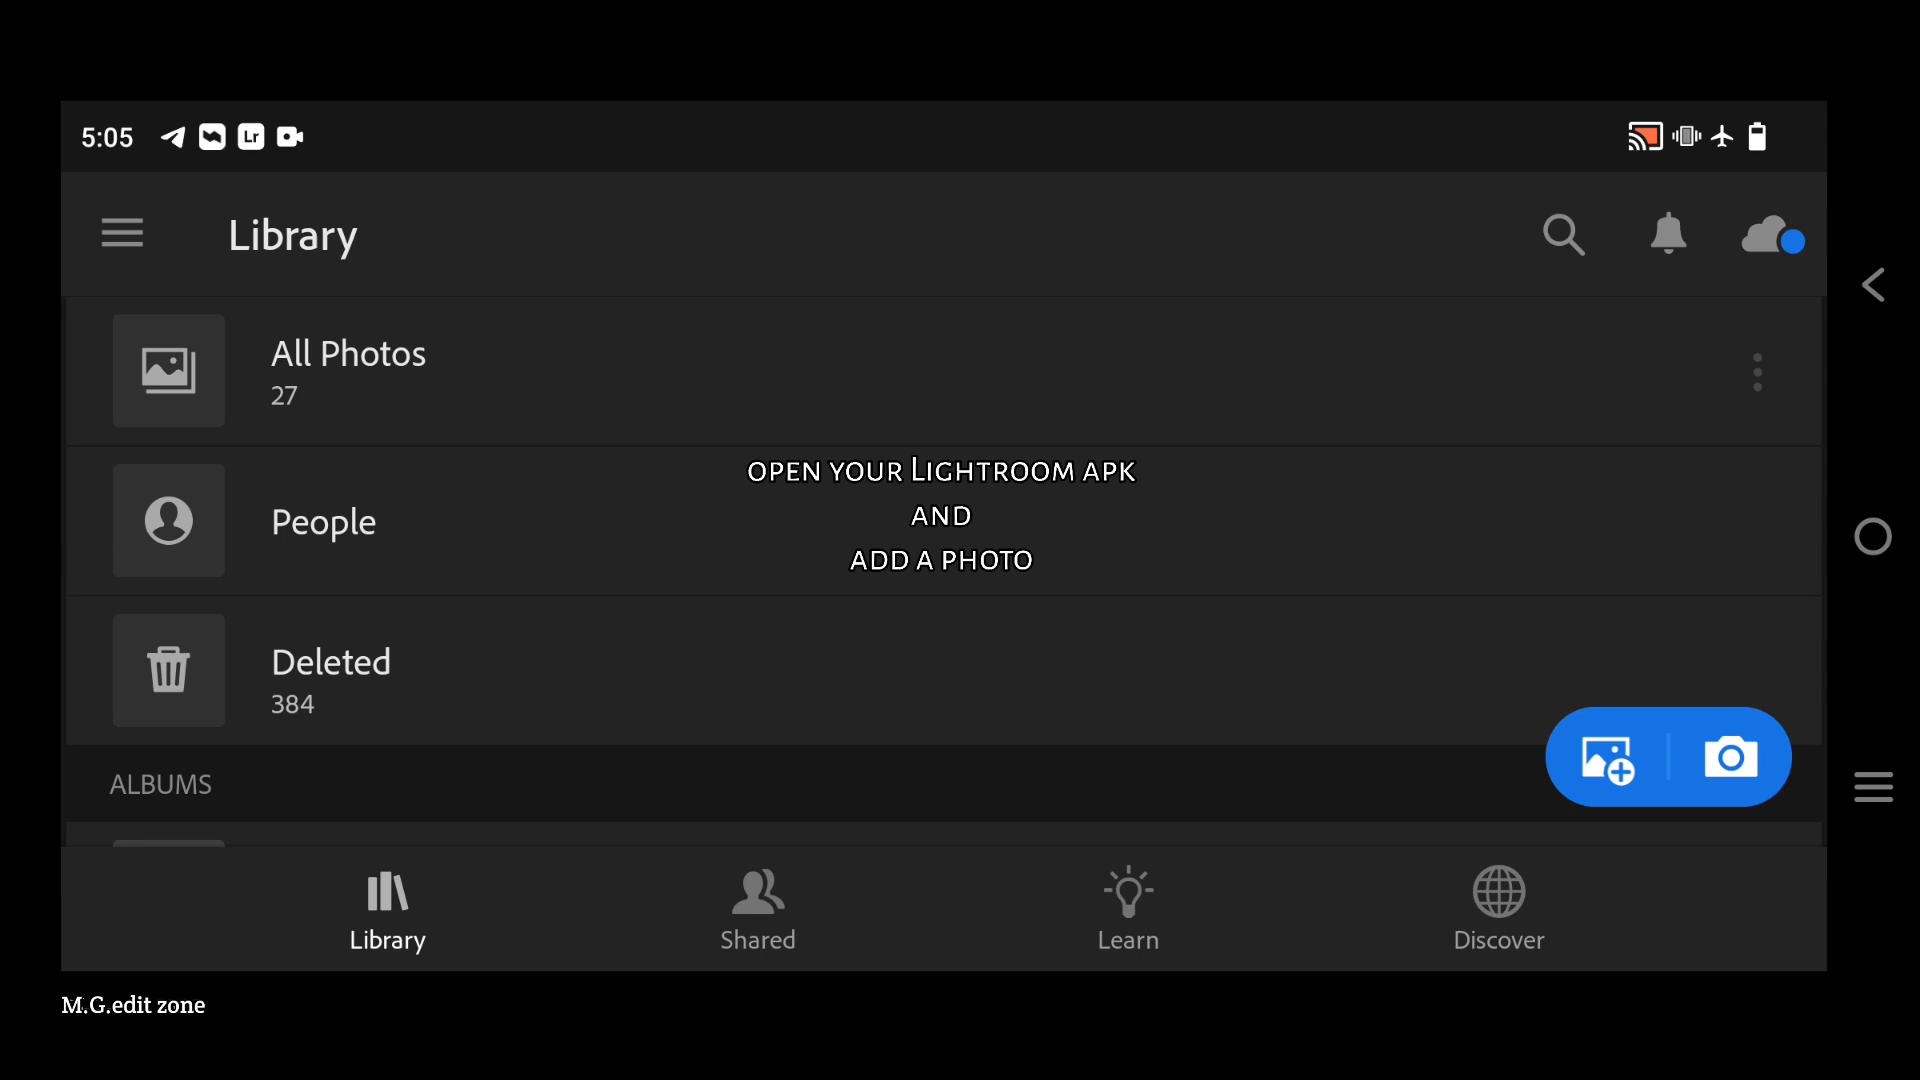 5:05
Lr
Library
All Photos
27
OPEN YOUR LIGHTROOM APK
AND
ADD A PHOTO
People
Deleted
384
ALBUMS
Library
Shared
Learn
Discover
M.G.edit zone